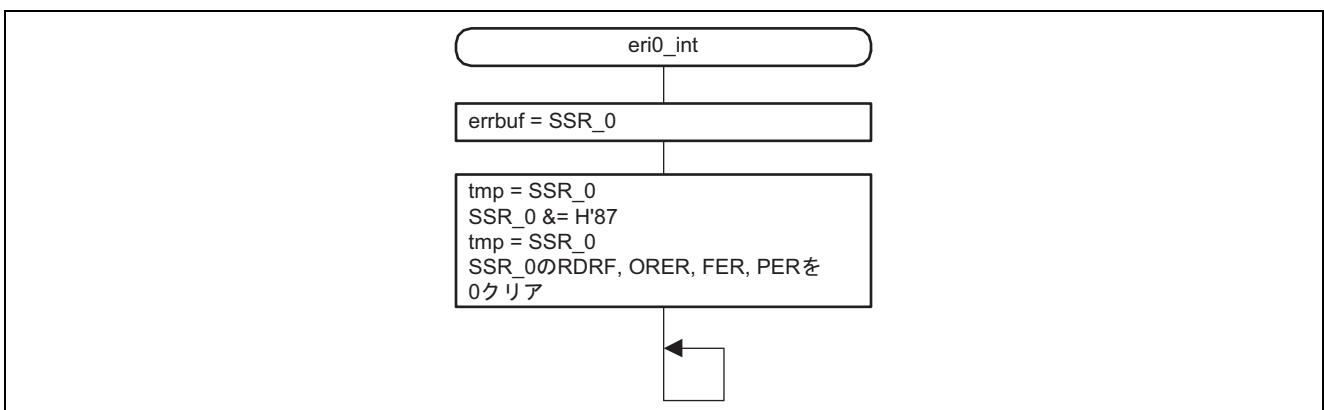 eri0_int
errbuf = SSR_0
tmp = SSR_0
SSR_0 &= H'87
tmp = SSR_0
SSR_0のRDRF, ORER, FER, PERを
0クリア